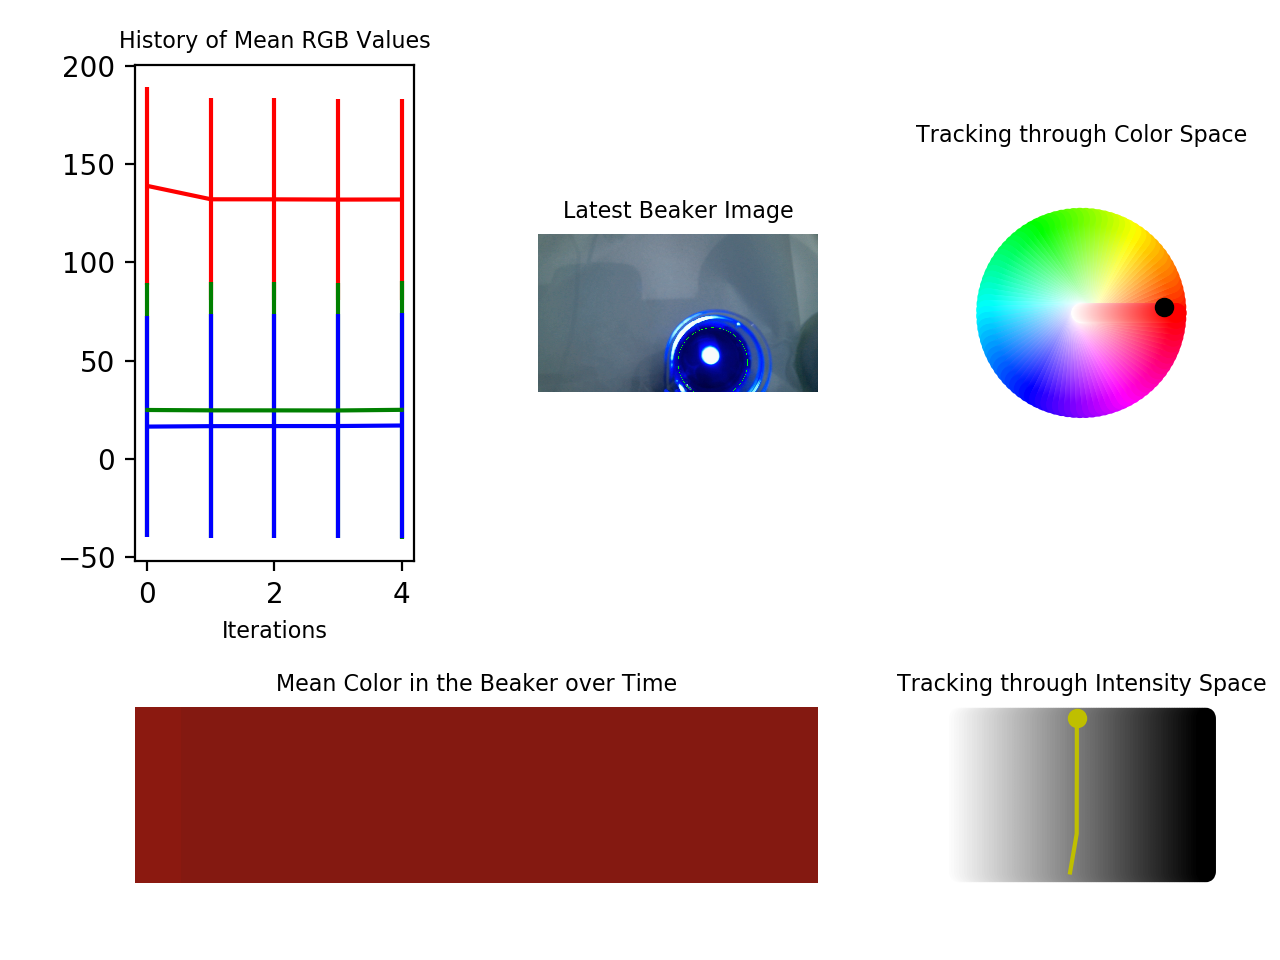 History of Mean RGB Values
200
150
100
50
0
−50
0 2 4
Iterations
Latest Beaker Image
Tracking through Color Space
Mean Color in the Beaker over Time
Tracking through Intensity Space